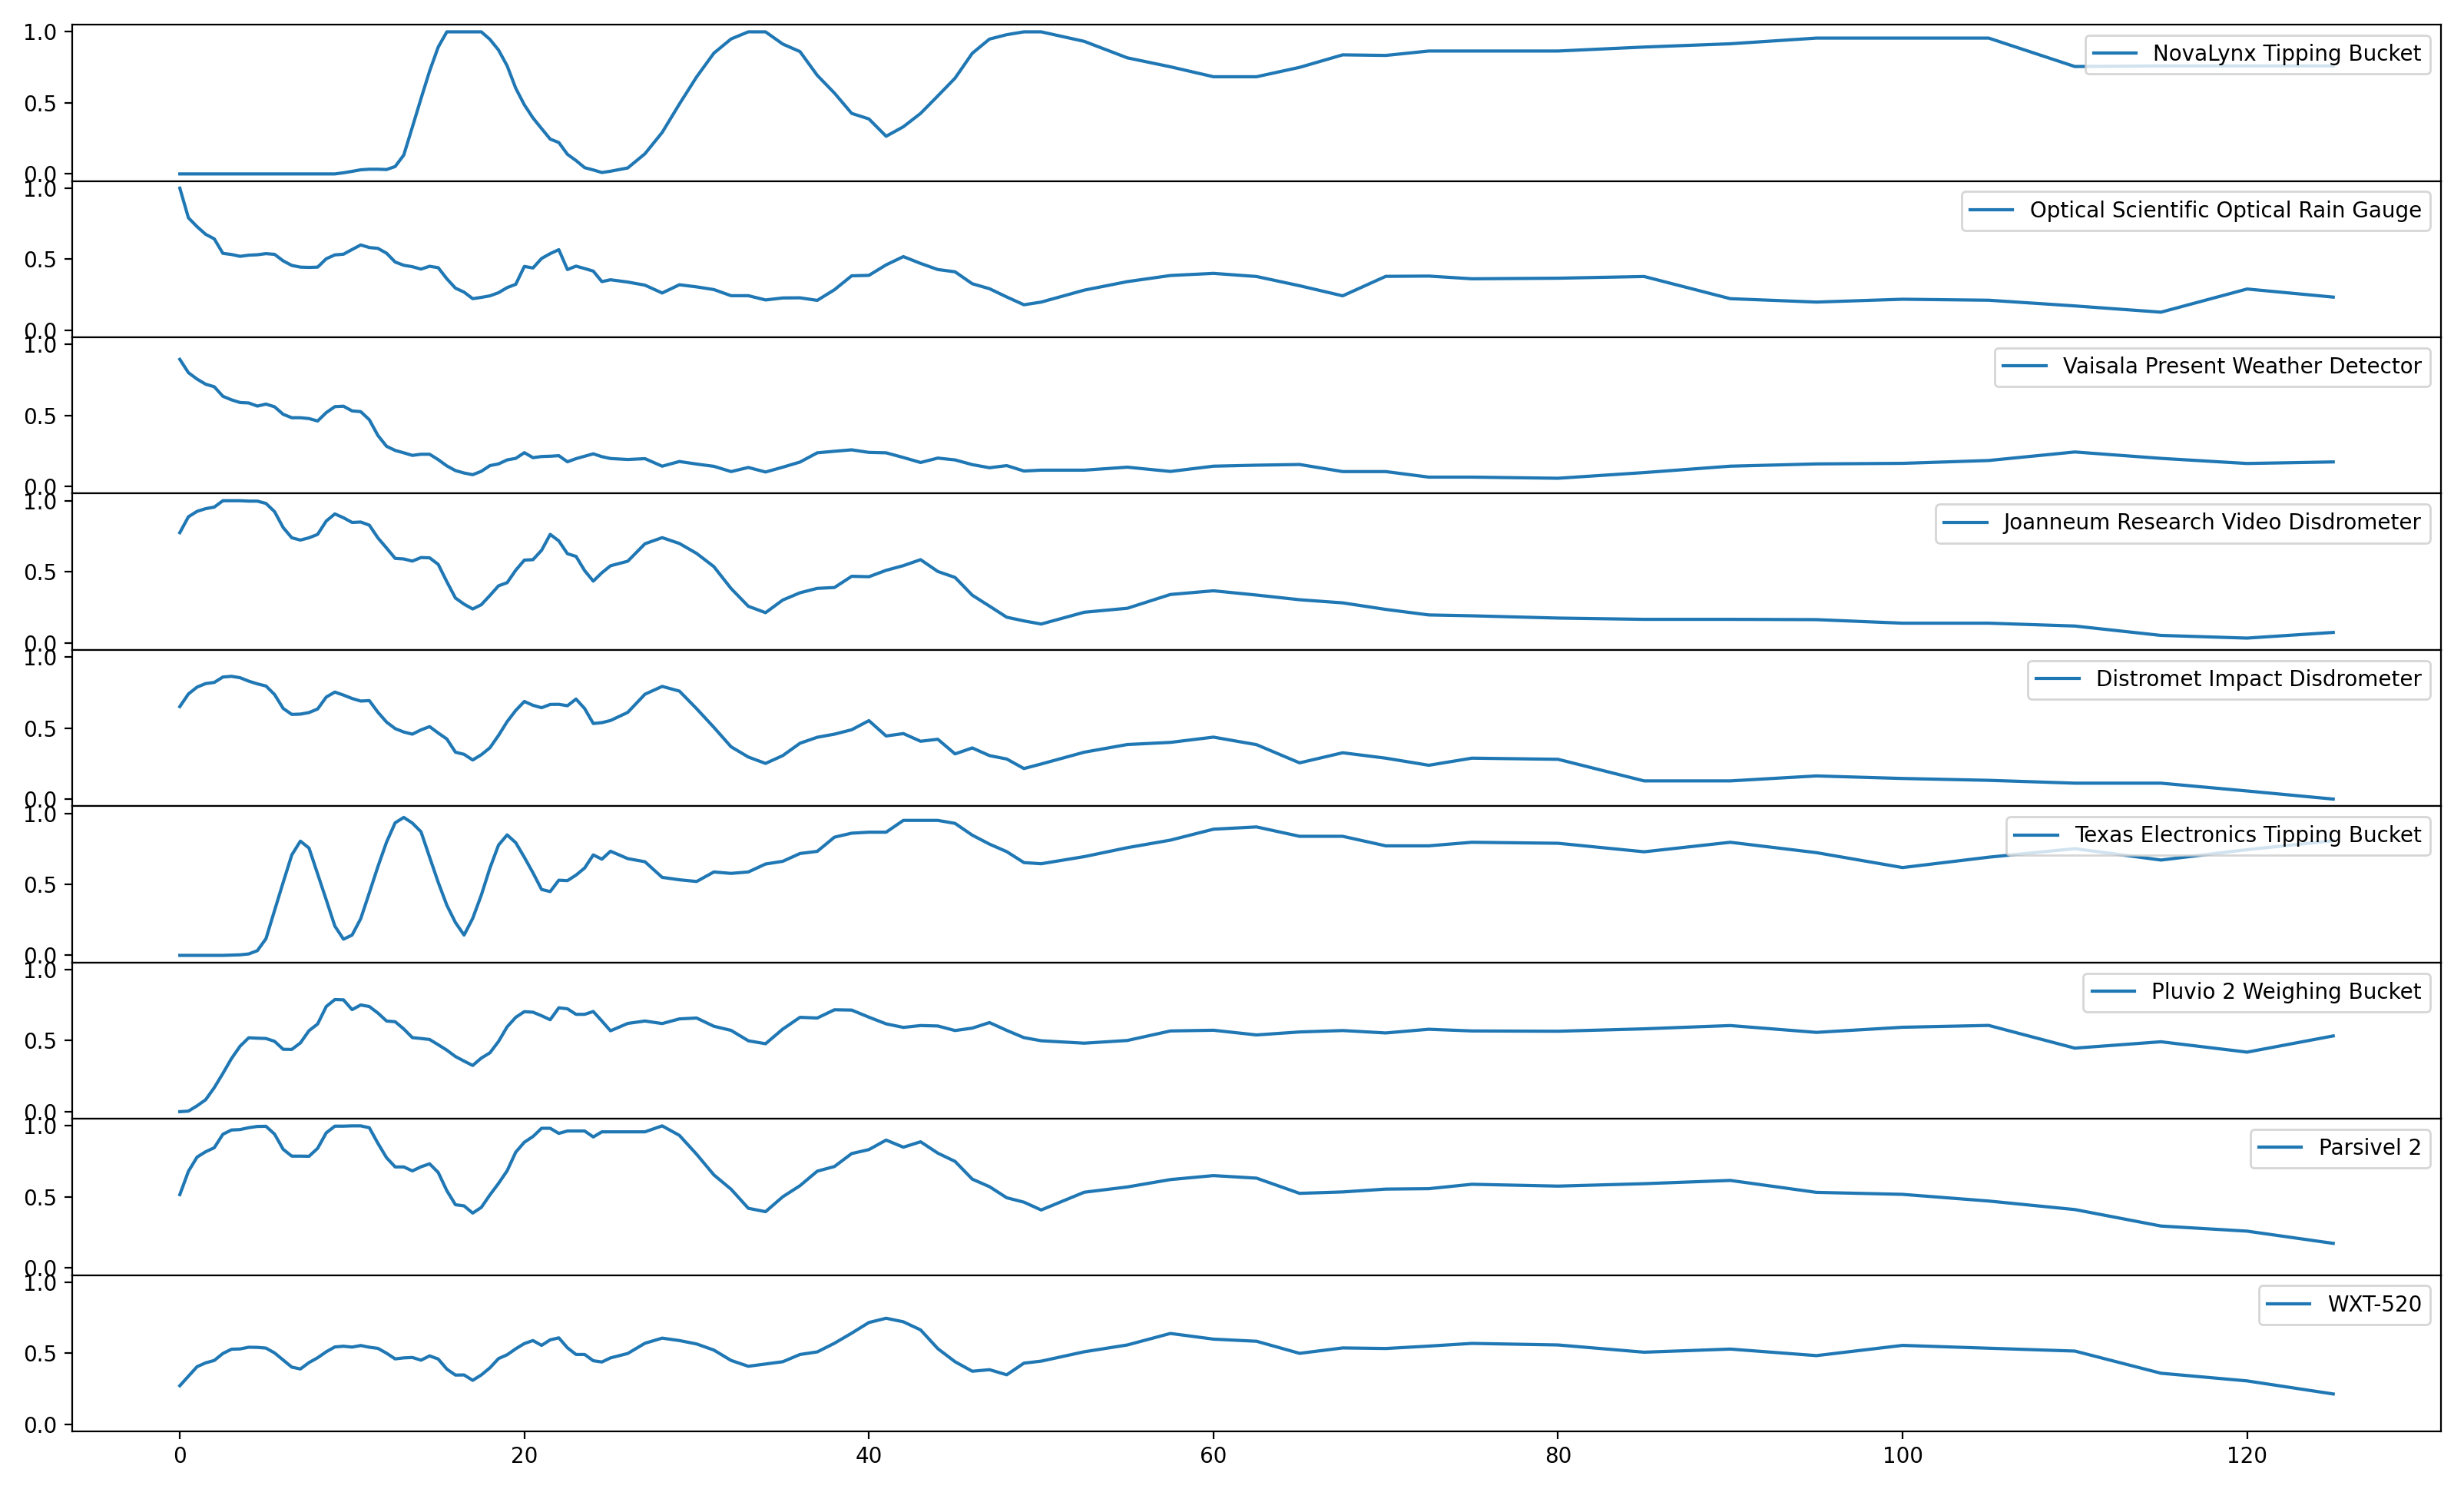 1.0
NovaLynx Tipping Bucket
0.5
0.0
1.0
Optical Scientific Optical Rain Gauge
0.5
0.0
1.0
Vaisala Present Weather Detector
0.5
0.0
1.0
Joanneum Research Video Disdrometer
0.5
0.0
1.0
Distromet Impact Disdrometer
0.5
0.0
1.0
Texas Electronics Tipping Bucket
0.5
0.0
1.0
Pluvio 2 Weighing Bucket
0.5
0.0
1.0
Parsivel 2
0.5
0.0
1.0
WXT-520
0.5
0.0
0 20 40 60 80 100 120